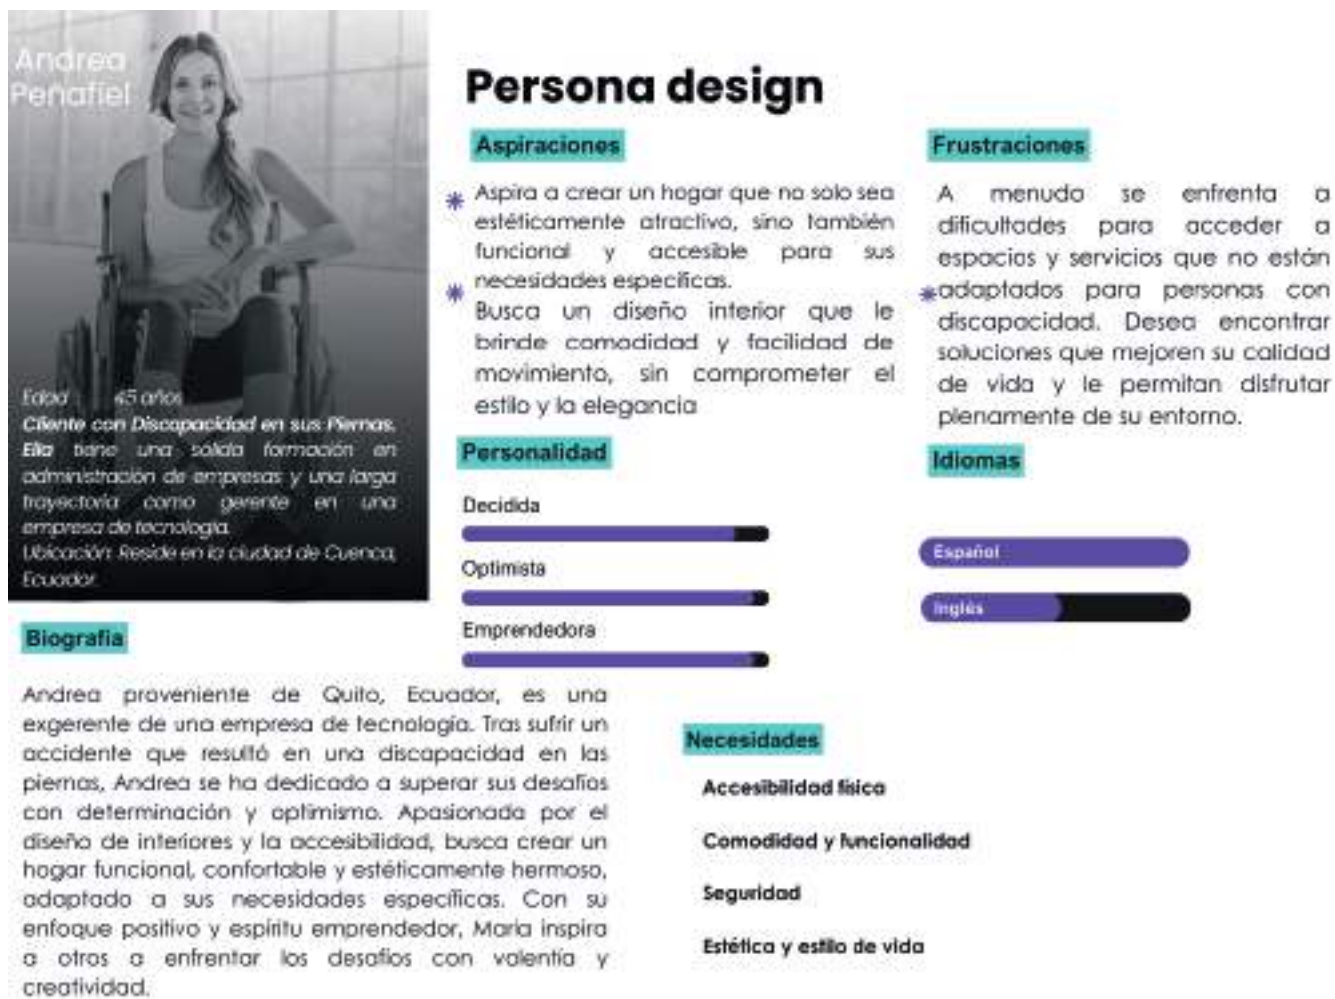 Andrea
Peñafiel
Edad 45 años
Cliente con Discapacidad en sus Piernas.
Ella tiene una sólida formación en
administración de empresas y una larga
trayectoria como gerente en una
empresa de tecnología.
Ubicación: Reside en la ciudad de Cuenca,
Ecuador.
Persona design
Aspiraciones
Aspira a crear un hogar que no solo sea
estéticamente atractivo, sino también
funcional y accesible para sus
necesidades específicas.
Busca un diseño interior que le
brinde comodidad y facilidad de
movimiento, sin comprometer el
estilo y la elegancia
Frustraciones
A menudo se enfrenta a
dificultades para acceder a
espacios y servicios que no están
adaptados para personas con
discapacidad. Desea encontrar
soluciones que mejoren su calidad
de vida y le permitan disfrutar
plenamente de su entorno.
Personalidad
Decidida
Optimista
Emprendedora
Idiomas
Español
Inglés
Biografia
Andrea proveniente de Quito, Ecuador, es una
exgerente de una empresa de tecnología. Tras sufrir un
accidente que resultó en una discapacidad en las
piernas, Andrea se ha dedicado a superar sus desafíos
con determinación y optimismo. Apasionada por el
diseño de interiores y la accesibilidad, busca crear un
hogar funcional, confortable y estéticamente hermoso,
adaptado a sus necesidades específicas. Con su
enfoque positivo y espíritu emprendedor, María inspira
a otros a enfrentar los desafíos con valentía y
creatividad.
Necesidades
Accesibilidad física
Comodidad y funcionalidad
Seguridad
Estética y estilo de vida